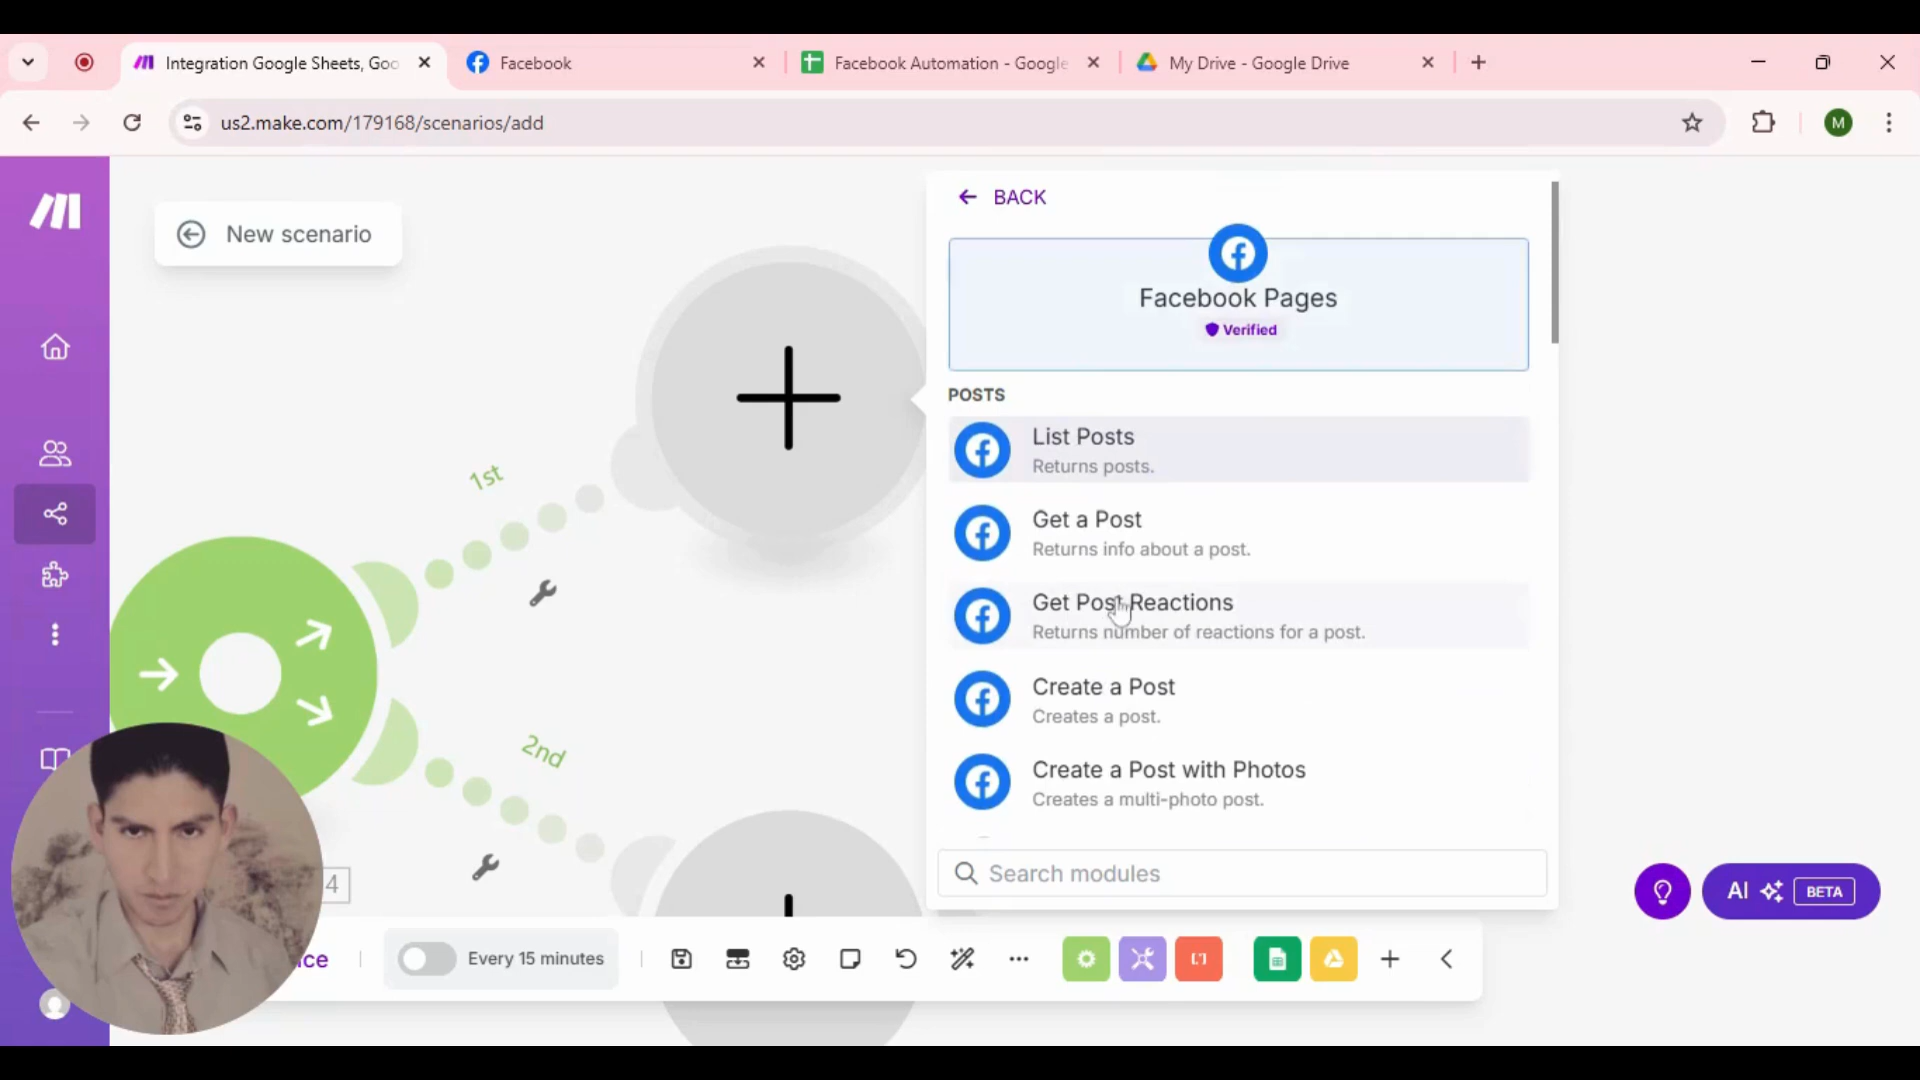 Integration Google Sheets, Goo
Facebook
Facebook Automation - Google
My Drive - Google Drive
us2.make.com/179168/scenarios/add
M
New scenario
BACK
Facebook Pages
Verified
POSTS
List Posts
Returns posts.
Get a Post
Returns info about a post.
Get Post Reactions
Returns number of reactions for a post.
Create a Post
Creates a post.
Create a Post with Photos
Creates a multi-photo post.
Search modules
1st
2nd
4
AI
BETA
ce
Every 15 minutes